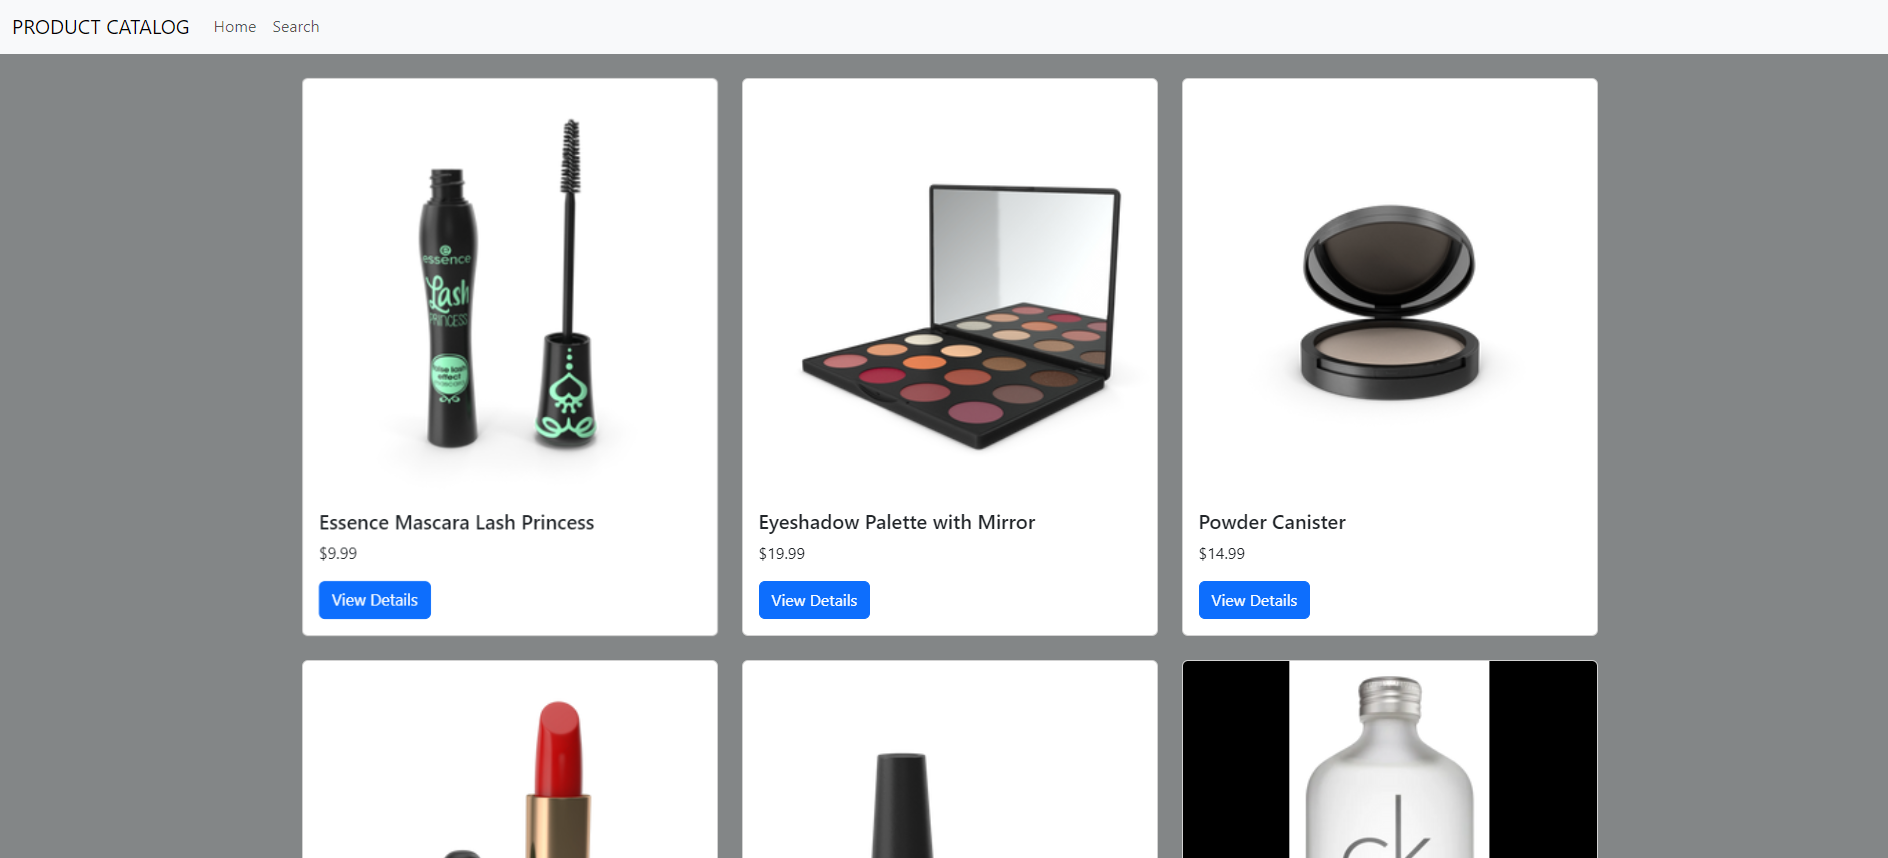 PRODUCT CATALOG Home Search
essence
Lash
PRINCESS
false lash
effect
mascara
Essence Mascara Lash Princess
$9.99
View Details
Eyeshadow Palette with Mirror
$19.99
View Details
Powder Canister
$14.99
View Details
ck